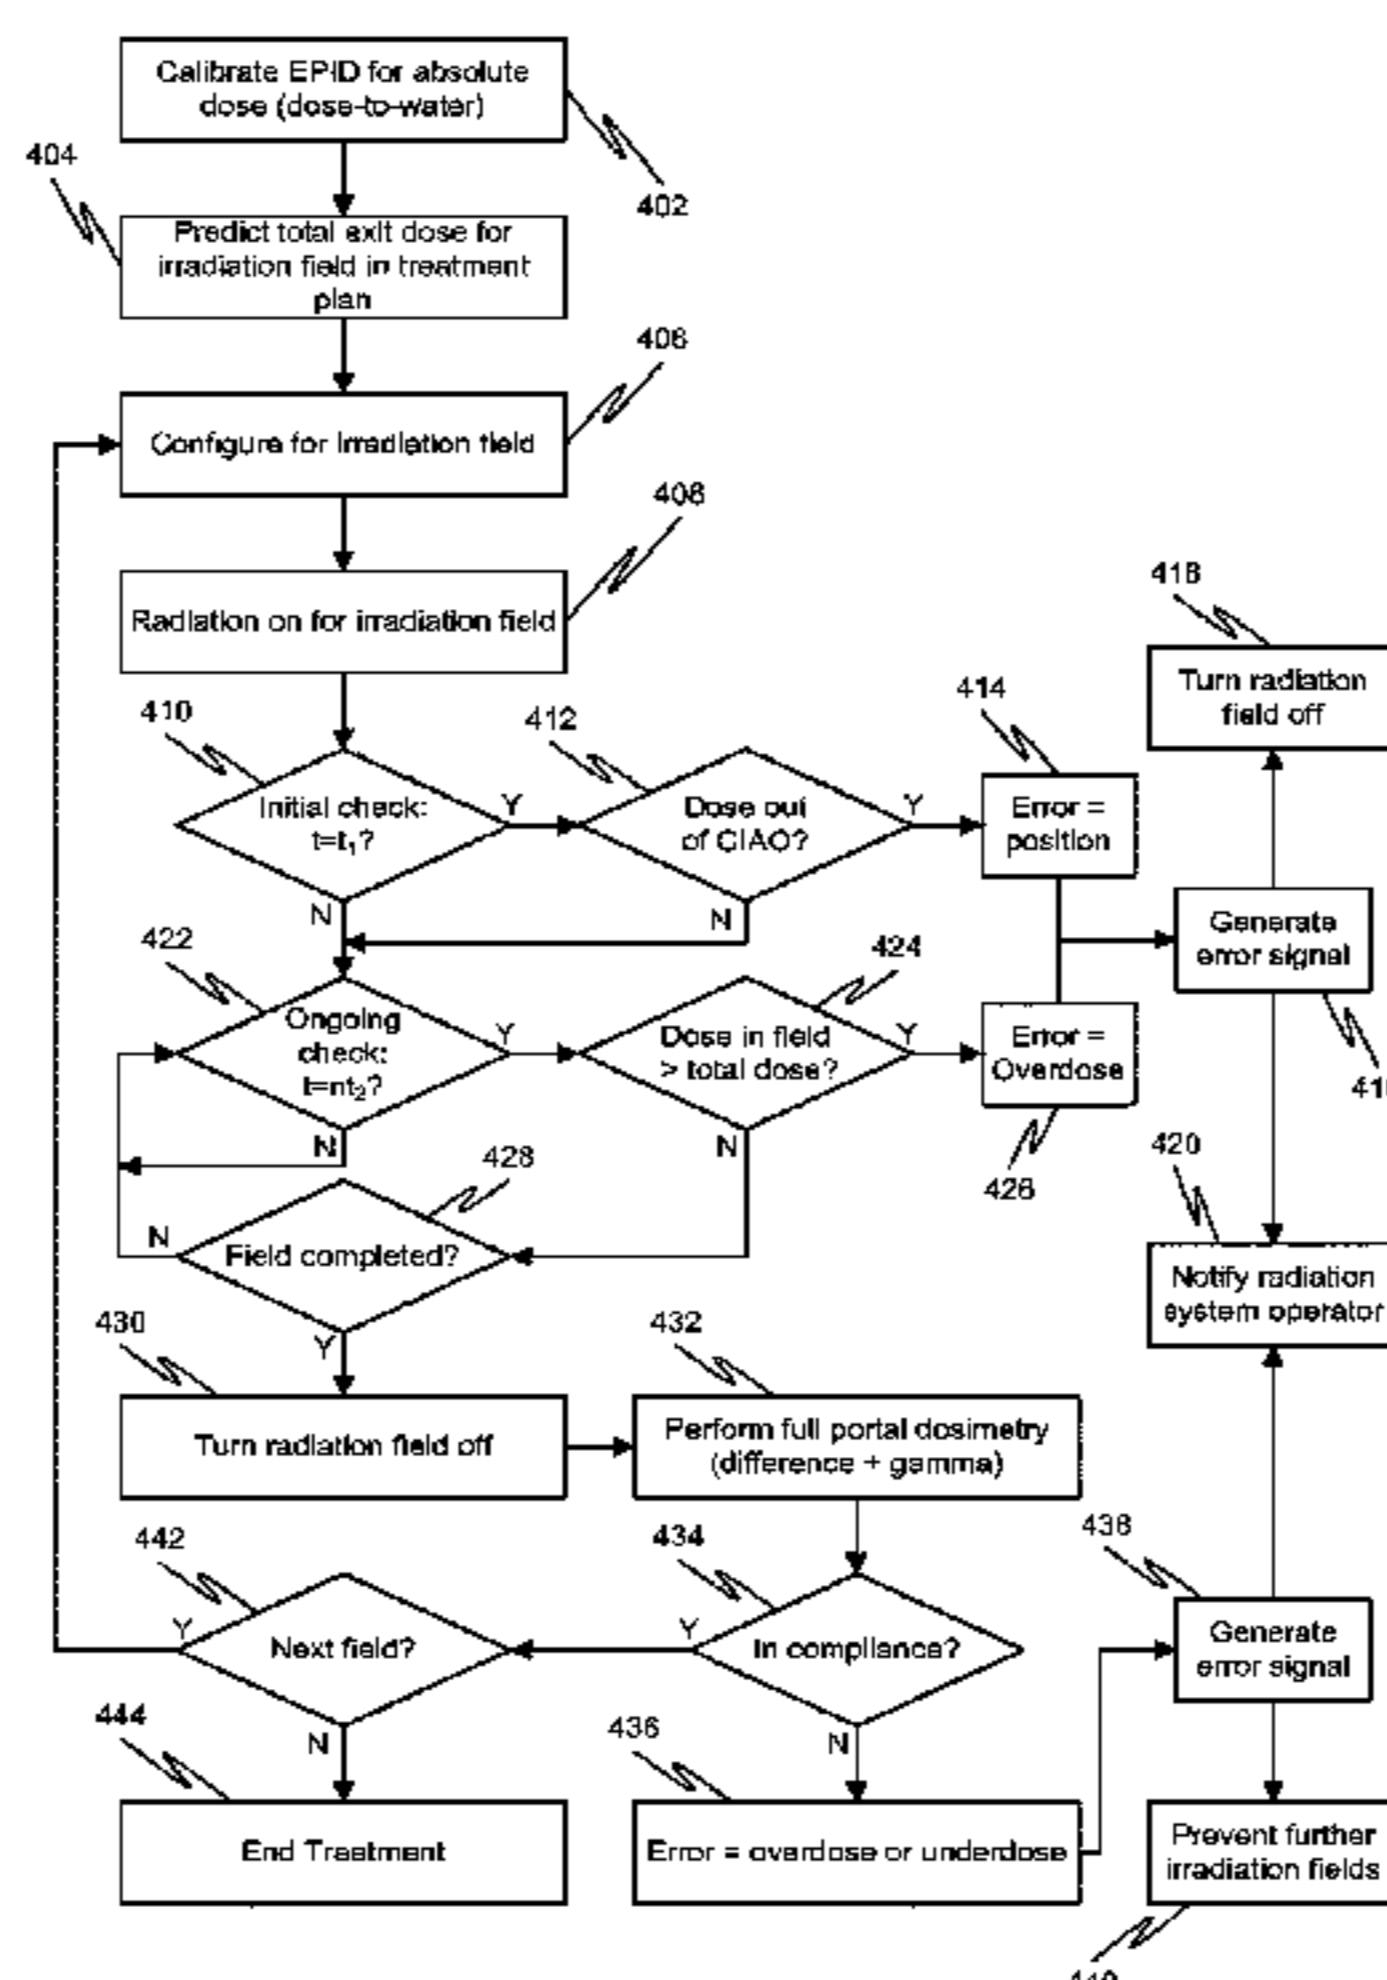 Calibrate EPID for absolute
dose (dose-to-water)
402
404
Predict total exit dose for
irradiation field in treatment
plan
406
Configure for irradiation field
408
Radiation on for irradiation field
410
Initial check:
t=t₁?
Y
N
412
Dose out
of CIAO?
Y
N
414
Error =
position
418
Turn radiation
field off
Generate
error signal
422
Ongoing
check:
t=nt₂?
Y
N
424
Dose in field
> total dose?
Y
N
Error =
Overdose
426
420
Notify radiation
system operator
428
Field completed?
N
Y
430
Turn radiation field off
432
Perform full portal dosimetry
(difference + gamma)
442
Next field?
Y
N
434
In compliance?
Y
N
438
Generate
error signal
444
End Treatment
436
Error = overdose or underdose
Prevent further
irradiation fields